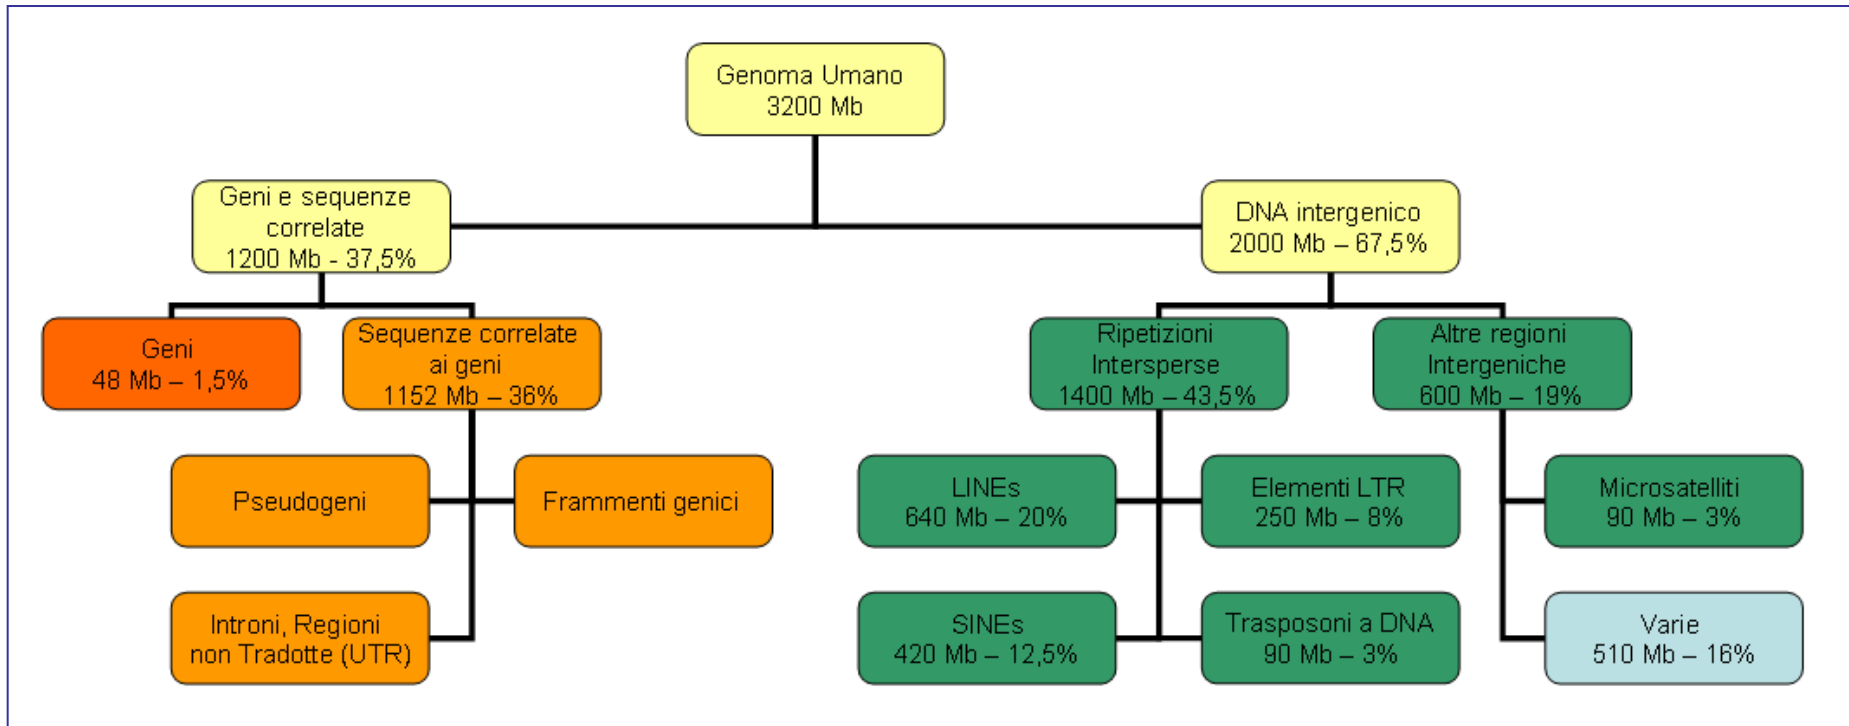 Genoma Umano
3200 Mb
Geni e sequenze
correlate
1200 Mb - 37,5%
DNA intergenico
2000 Mb – 67,5%
Geni
48 Mb – 1,5%
Sequenze correlate
ai geni
1152 Mb – 36%
Ripetizioni
Intersperse
1400 Mb – 43,5%
Altre regioni
Intergeniche
600 Mb – 19%
Pseudogeni
Frammenti genici
LINEs
640 Mb – 20%
Elementi LTR
250 Mb – 8%
Microsatelliti
90 Mb – 3%
Introni, Regioni
non Tradotte (UTR)
SINEs
420 Mb – 12,5%
Trasposoni a DNA
90 Mb – 3%
Varie
510 Mb – 16%